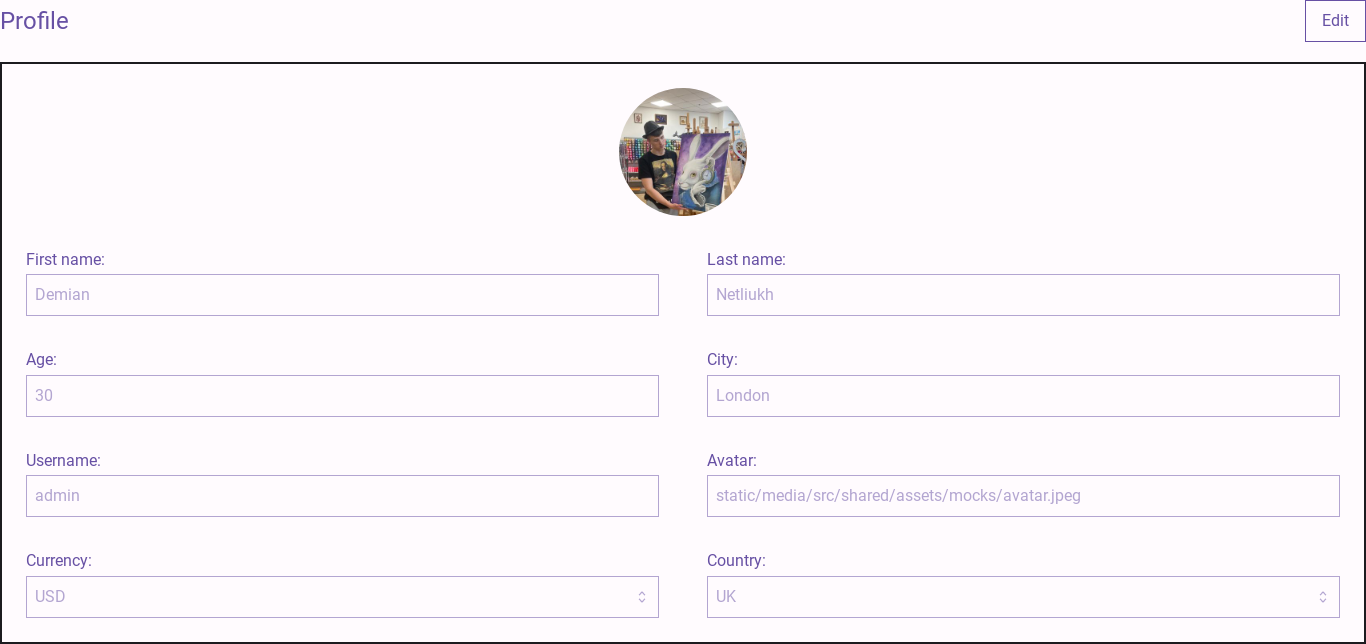 Profile
Edit
First name:
Last name:
Demian
Netliukh
Age:
City:
30
London
Username:
Avatar:
admin
static/media/src/shared/assets/mocks/avatar.jpeg
Currency:
Country:
USD
UK